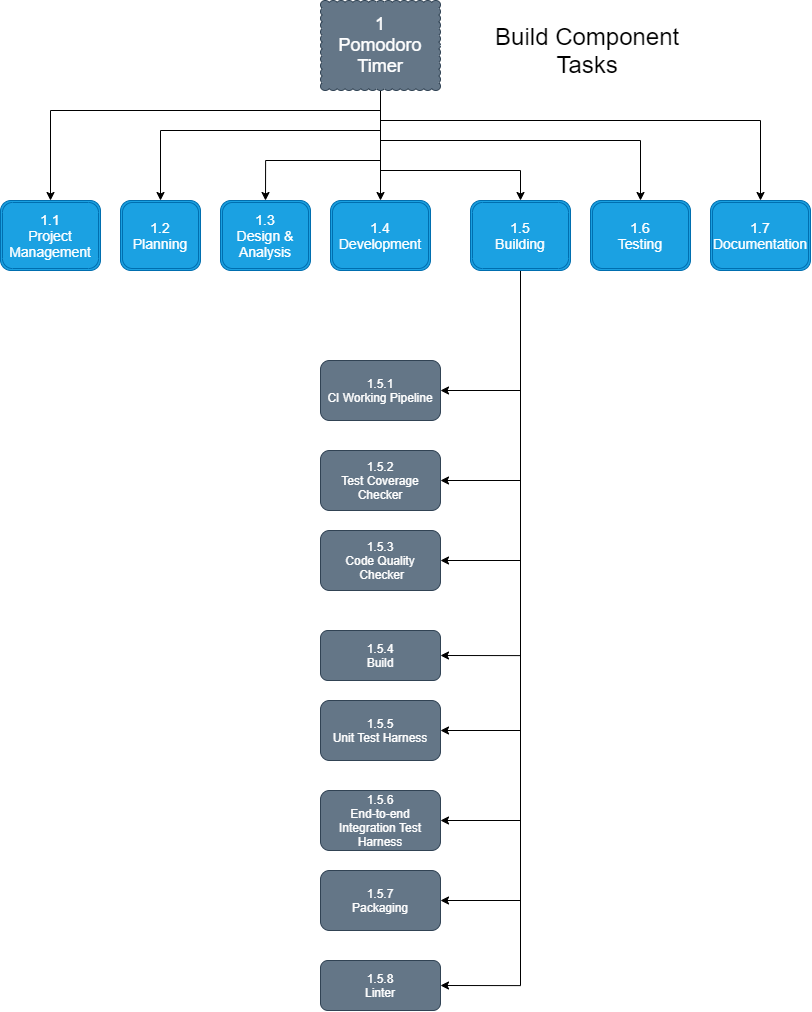 1
Pomodoro
Timer
Build Component
Tasks
1.1
Project
Management
1.2
Planning
1.3
Design &
Analysis
1.4
Development
1.5
Building
1.6
Testing
1.7
Documentation
1.5.1
CI Working Pipeline
1.5.2
Test Coverage
Checker
1.5.3
Code Quality
Checker
1.5.4
Build
1.5.5
Unit Test Harness
1.5.6
End-to-end
Integration Test
Harness
1.5.7
Packaging
1.5.8
Linter